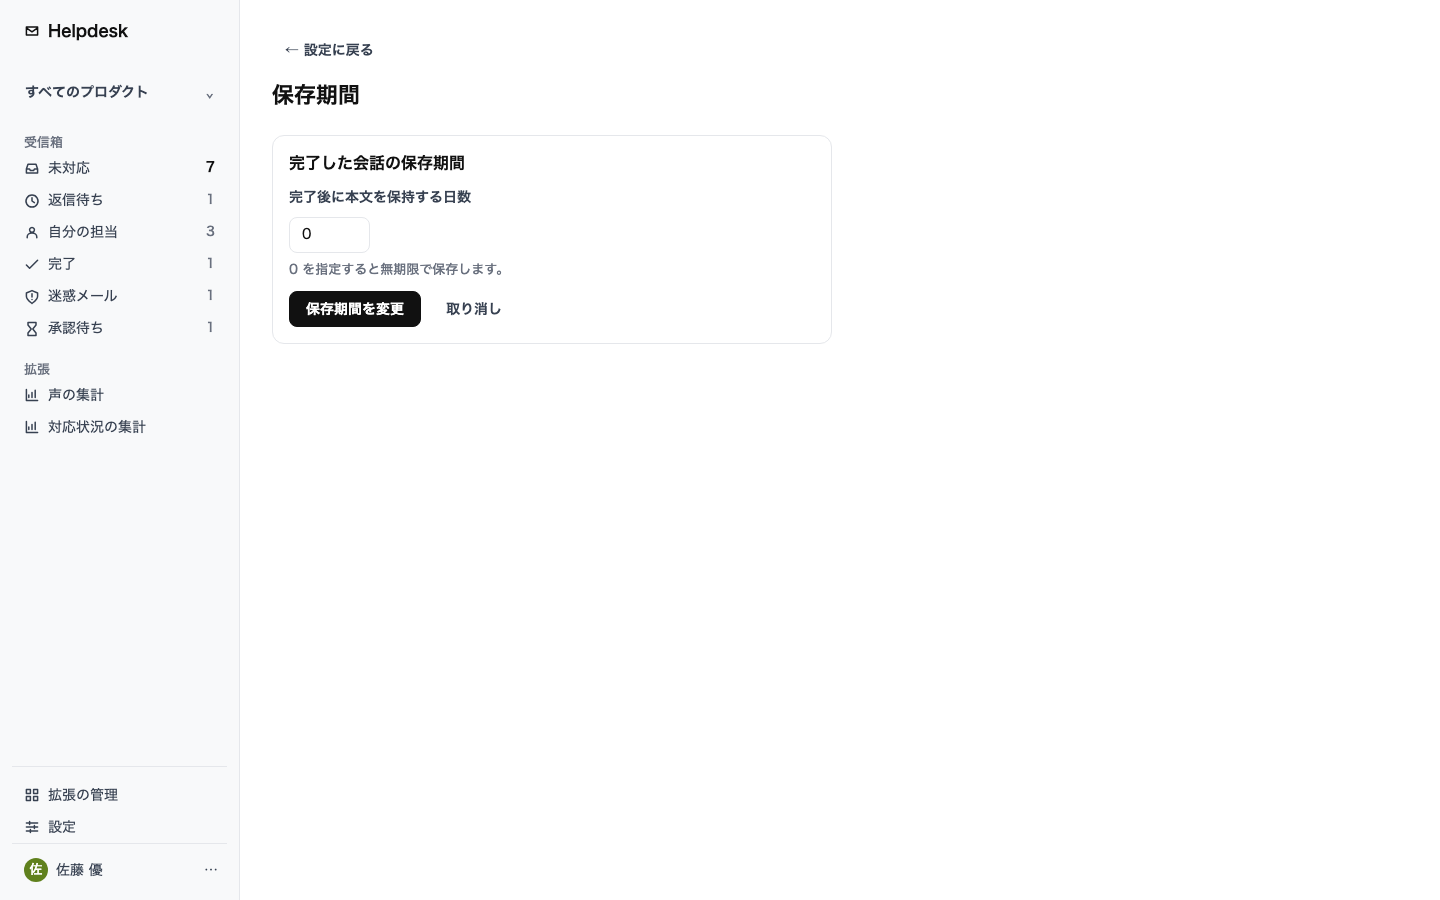 Helpdesk
すべてのプロダクト
受信箱
未対応 7
返信待ち 1
自分の担当 3
完了 1
迷惑メール 1
承認待ち 1
拡張
声の集計
対応状況の集計
拡張の管理
設定
佐 佐藤 優 …
← 設定に戻る
保存期間
完了した会話の保存期間
完了後に本文を保持する日数
0
0 を指定すると無期限で保存します。
保存期間を変更 取り消し